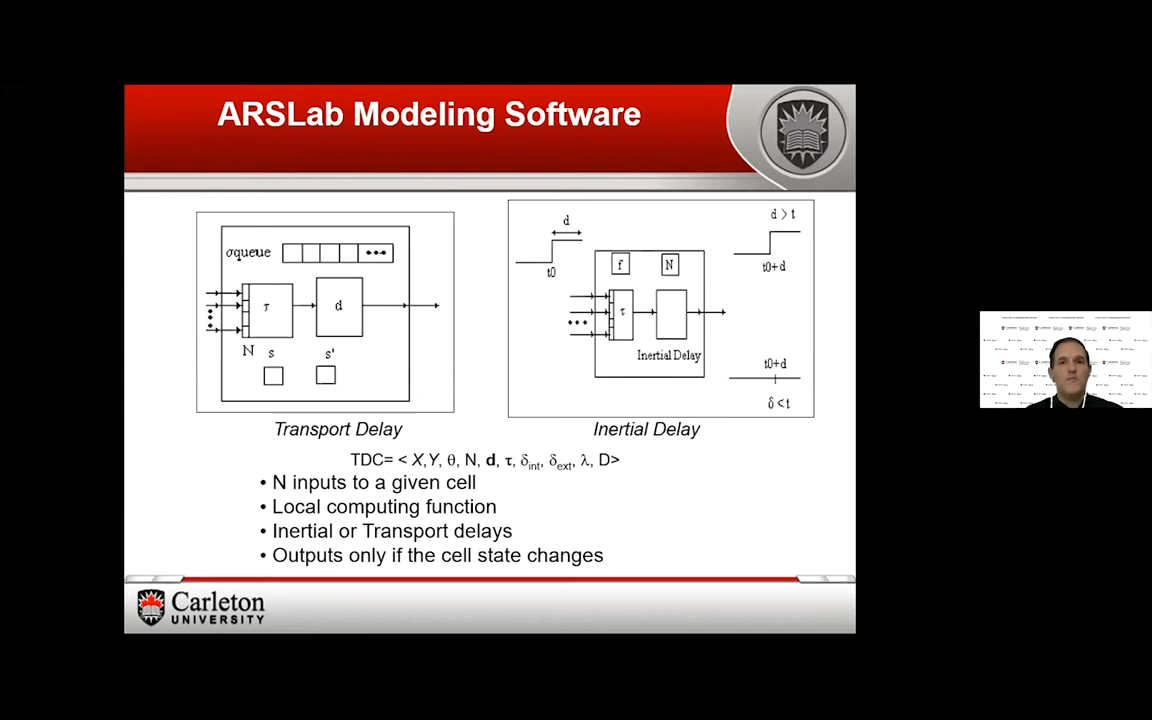 ARSLab Modeling Software
σqueue
τ
d
N
s
s'
Transport Delay
d
t0
f
N
τ
Inertial Delay
d > t
t0+d
t0+d
δ < t
Inertial Delay
TDC= < X,Y, θ, N, d, τ, δint, δext, λ, D>
• N inputs to a given cell
• Local computing function
• Inertial or Transport delays
• Outputs only if the cell state changes
Carleton
UNIVERSITY